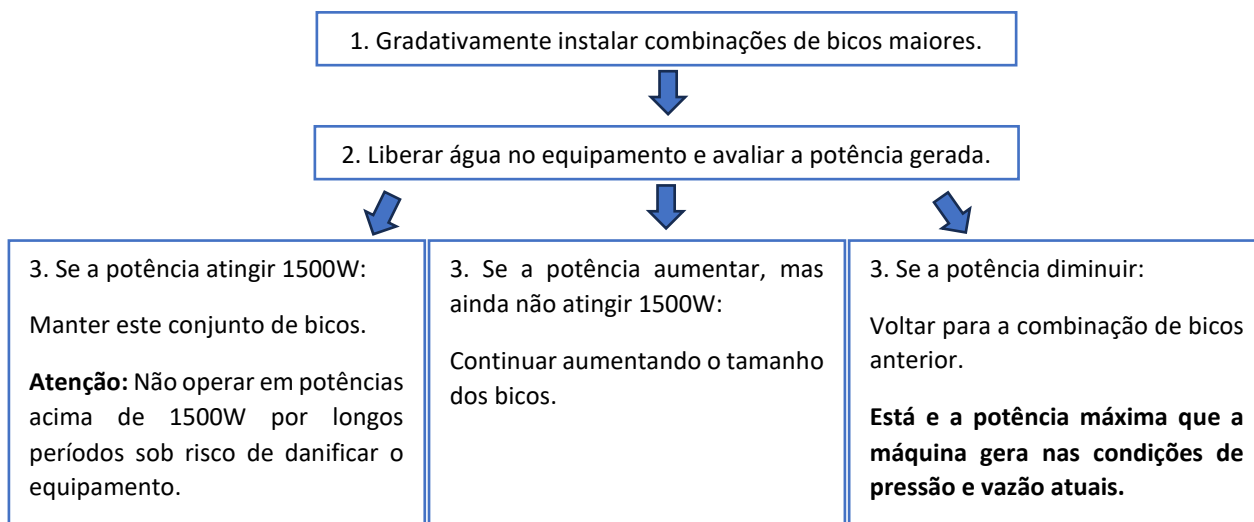 1. Gradativamente instalar combinações de bicos maiores.
2. Liberar água no equipamento e avaliar a potência gerada.
3. Se a potência atingir 1500W:
Manter este conjunto de bicos.
Atenção: Não operar em potências
acima de 1500W por longos
períodos sob risco de danificar o
equipamento.
3. Se a potência aumentar, mas
ainda não atingir 1500W:
Continuar aumentando o tamanho
dos bicos.
3. Se a potência diminuir:
Voltar para a combinação de bicos
anterior.
Está e a potência máxima que a
máquina gera nas condições de
pressão e vazão atuais.